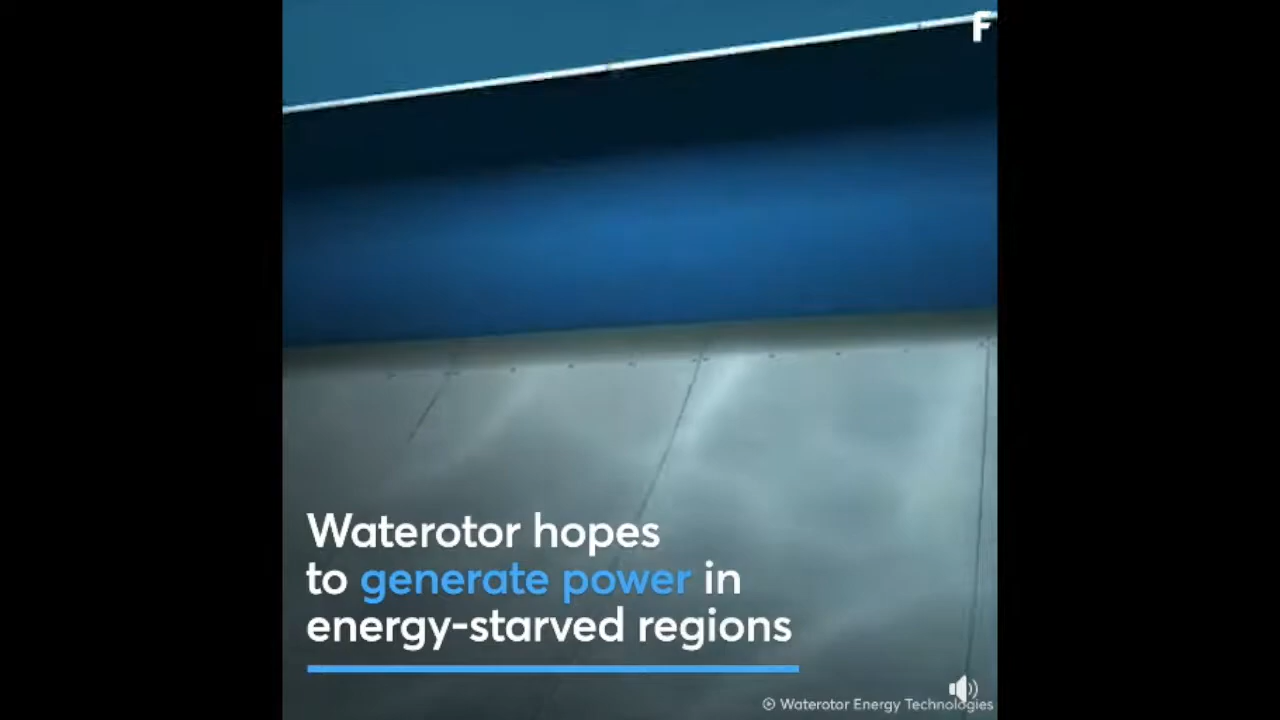 F
Waterotor hopes
to generate power in
energy-starved regions
Waterotor Energy Technologies